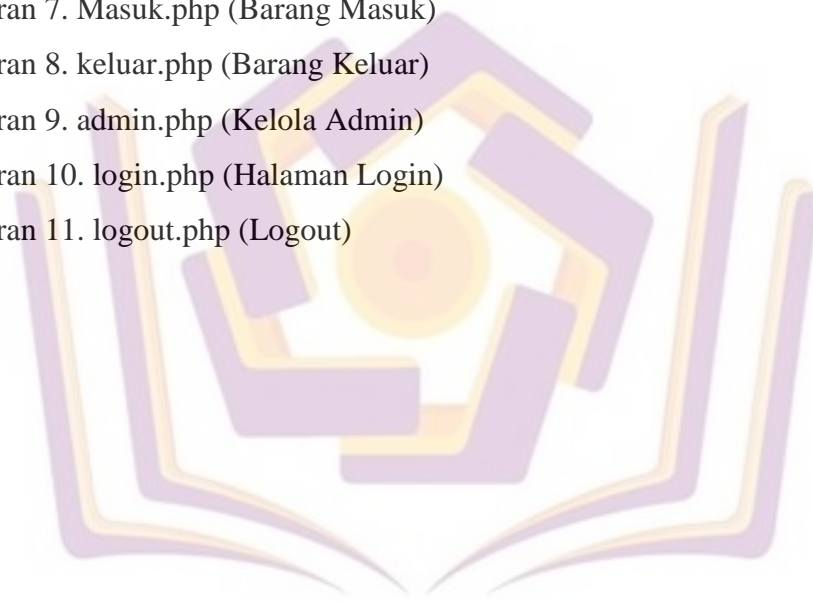 ran 7. Masuk.php (Barang Masuk)
ran 8. keluar.php (Barang Keluar)
ran 9. admin.php (Kelola Admin)
ran 10. login.php (Halaman Login)
ran 11. logout.php (Logout)